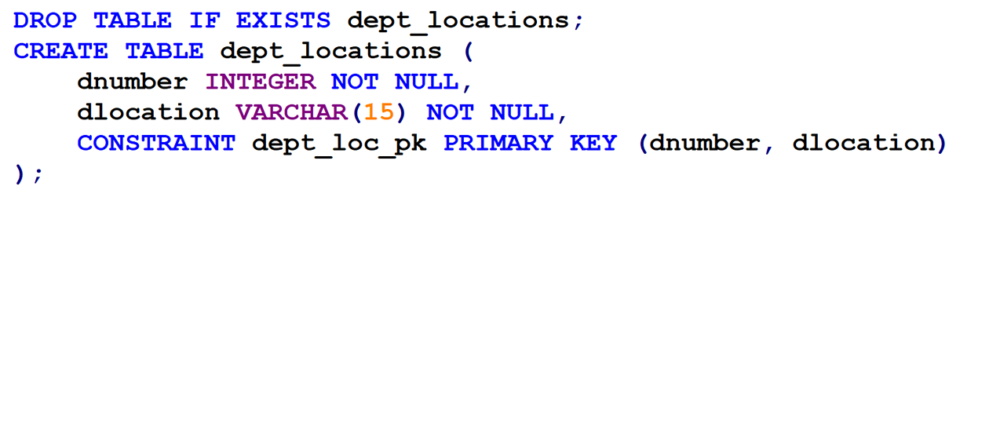 DROP TABLE IF EXISTS dept_locations;
CREATE TABLE dept_locations (
    dnumber INTEGER NOT NULL,
    dlocation VARCHAR(15) NOT NULL,
    CONSTRAINT dept_loc_pk PRIMARY KEY (dnumber, dlocation)
);